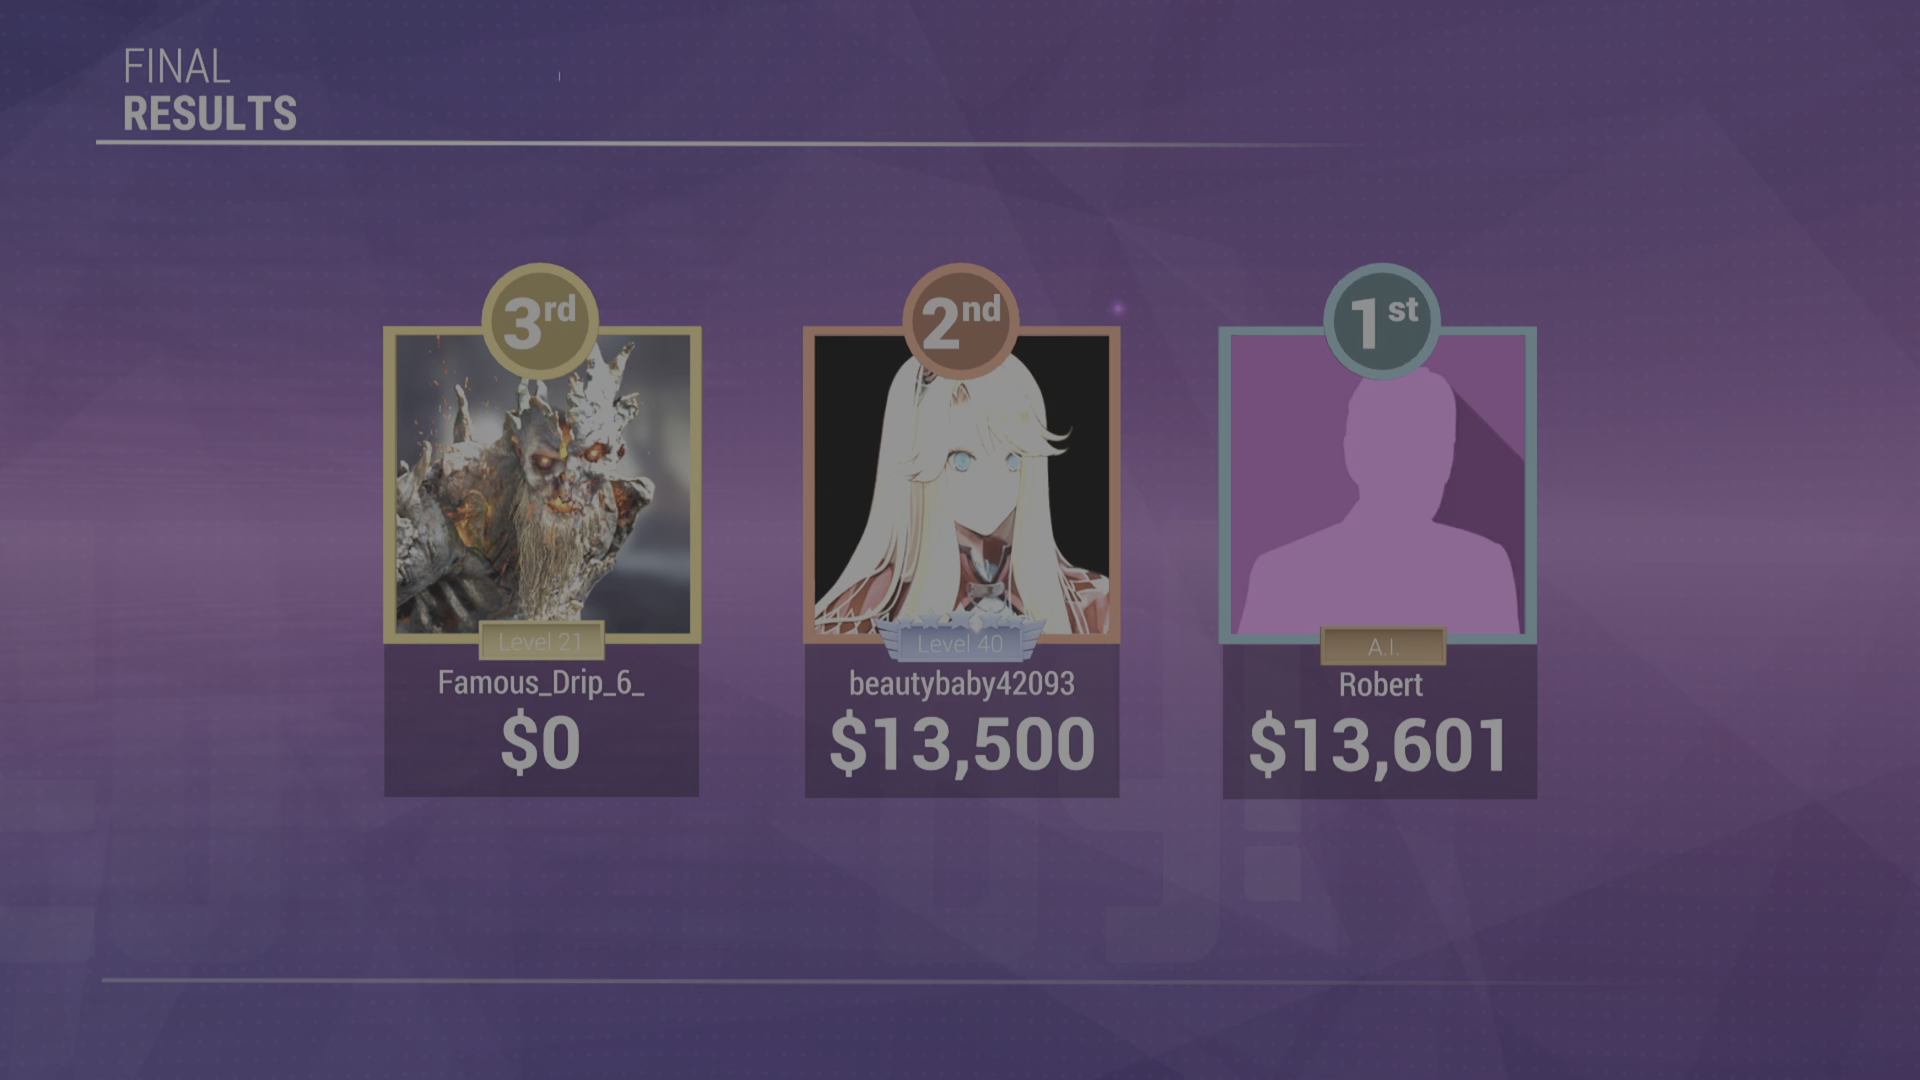 FINAL
RESULTS
3rd
Level 21
Famous_Drip_6_
$0
2nd
Level 40
beautybaby42093
$13,500
1st
A.I.
Robert
$13,601